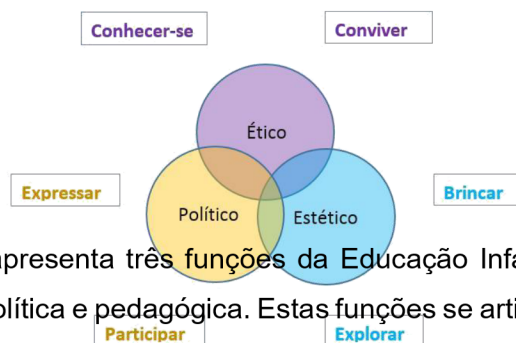 Conhecer-se
Conviver
Ético
Expressar
Brincar
Político
Estético
apresenta três funções da Educação Infa
olítica e pedagógica. Estas funções se arti
Participar
Explorar